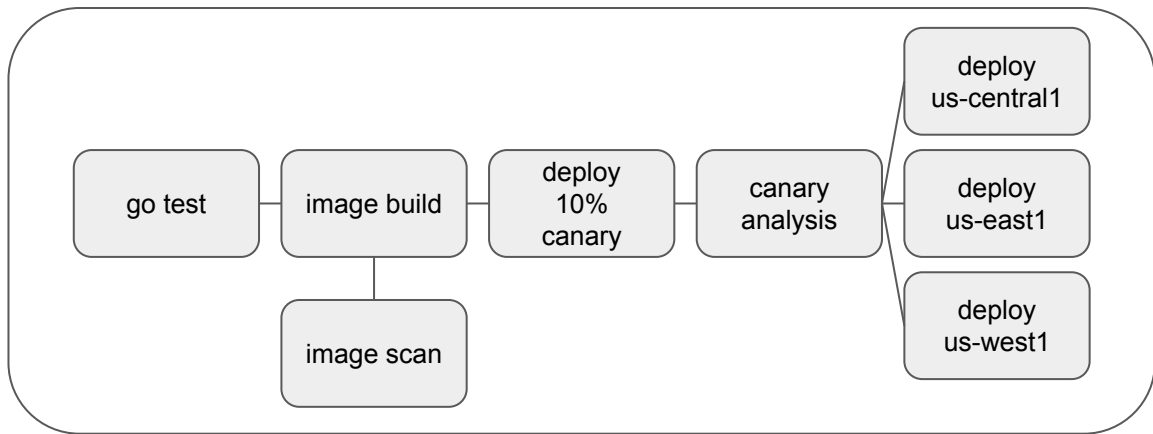 go test
image build
image scan
deploy
10%
canary
canary
analysis
deploy
us-central1
deploy
us-east1
deploy
us-west1